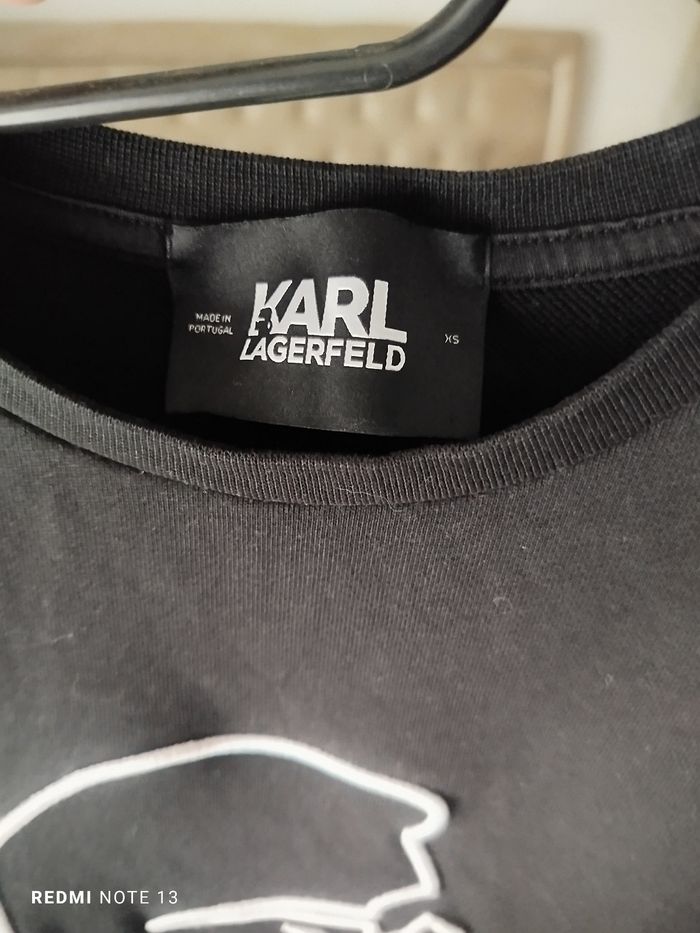 MADE IN
PORTUGAL
KARL
LAGERFELD
XS
REDMI NOTE 13